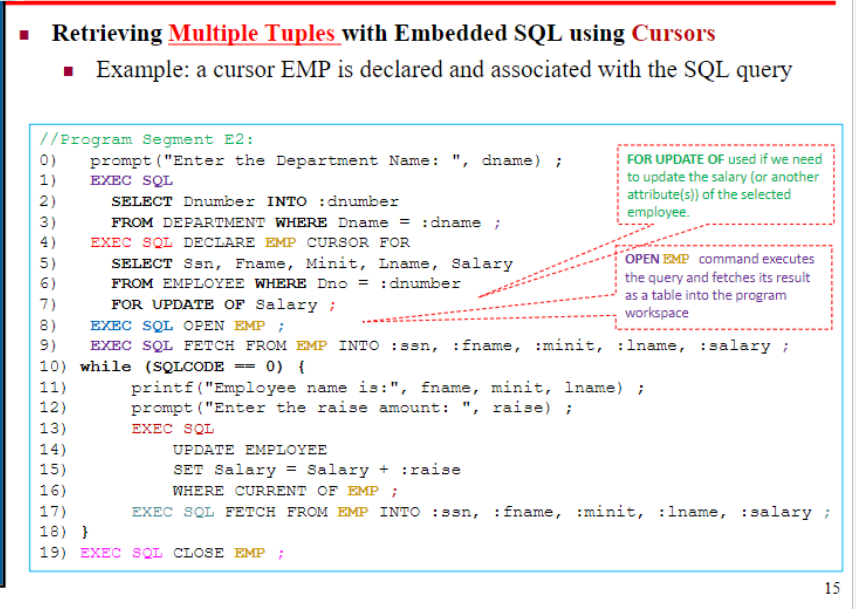 Retrieving Multiple Tuples with Embedded SQL using Cursors
Example: a cursor EMP is declared and associated with the SQL query
//Program Segment E2:
0) prompt("Enter the Department Name: ", dname) ;
1) EXEC SQL
2) SELECT Dnumber INTO :dnumber
3) FROM DEPARTMENT WHERE Dname = :dname ;
4) EXEC SQL DECLARE EMP CURSOR FOR
5) SELECT Ssn, Fname, Minit, Lname, Salary
6) FROM EMPLOYEE WHERE Dno = :dnumber
7) FOR UPDATE OF Salary ;
8) EXEC SQL OPEN EMP ;
9) EXEC SQL FETCH FROM EMP INTO :ssn, :fname, :minit, :lname, :salary ;
10) while (SQLCODE == 0) {
11) printf("Employee name is:", fname, minit, lname) ;
12) prompt("Enter the raise amount: ", raise) ;
13) EXEC SQL
14) UPDATE EMPLOYEE
15) SET Salary = Salary + :raise
16) WHERE CURRENT OF EMP ;
17) EXEC SQL FETCH FROM EMP INTO :ssn, :fname, :minit, :lname, :salary ;
18) }
19) EXEC SQL CLOSE EMP ;
FOR UPDATE OF used if we need
to update the salary (or another
attribute(s)) of the selected
employee.
OPEN EMP command executes
the query and fetches its result
as a table into the program
workspace
15